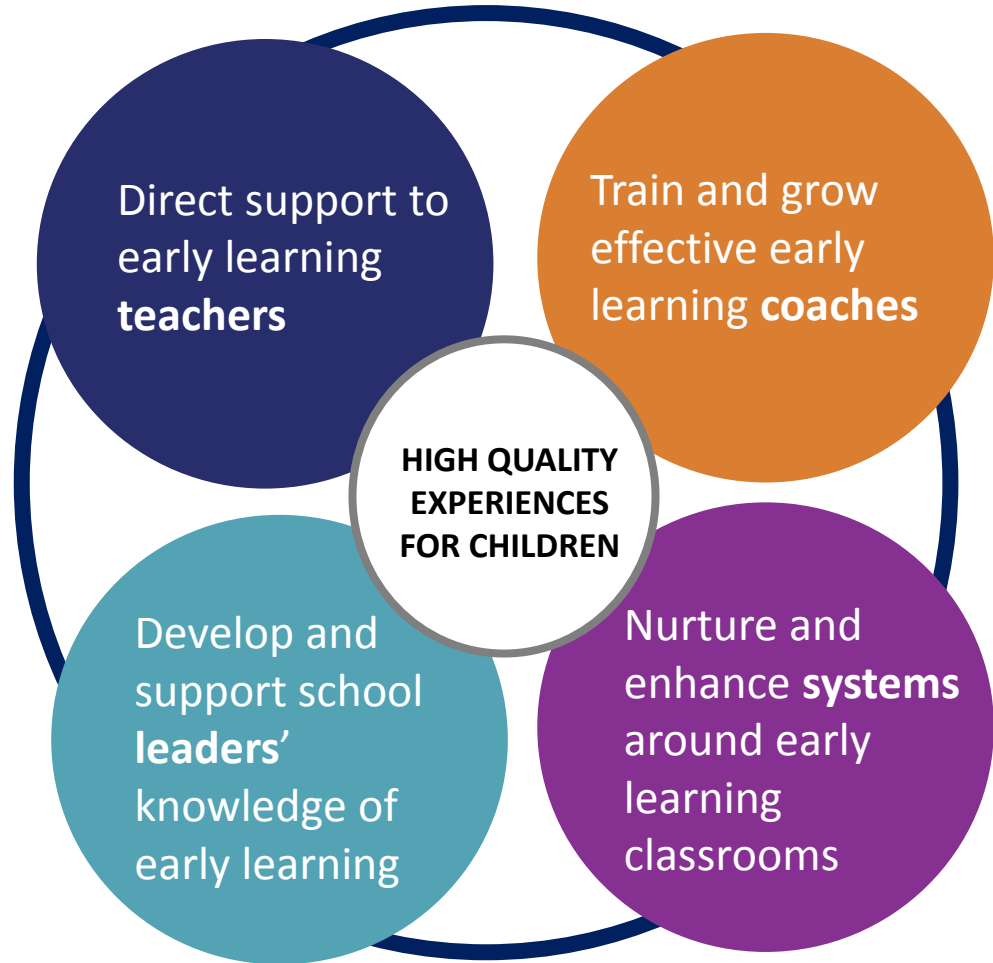 Direct support to
early learning
teachers
Train and grow
effective early
learning coaches
HIGH QUALITY
EXPERIENCES
FOR CHILDREN
Develop and
support school
leaders’
knowledge of
early learning
Nurture and
enhance systems
around early
learning
classrooms